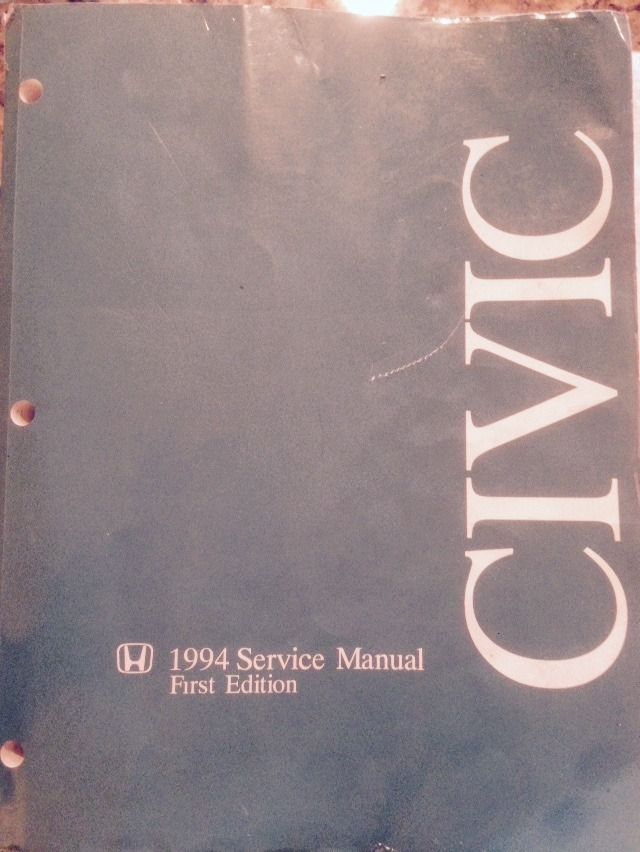 CIVIC
1994 Service Manual
First Edition